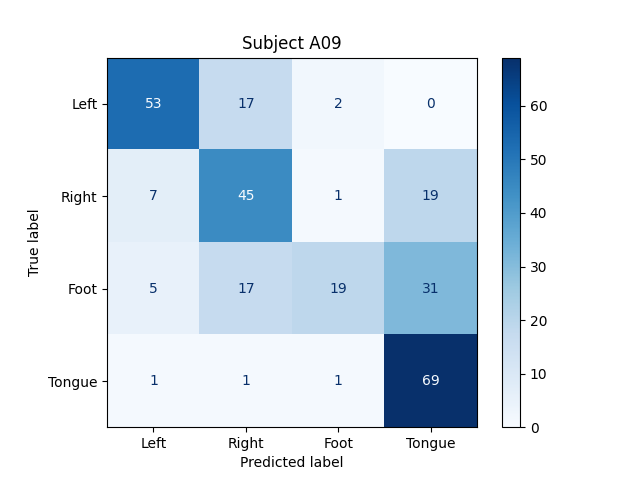 Subject A09
True label
Left 53 17 2 0
Right 7 45 1 19
Foot 5 17 19 31
Tongue 1 1 1 69
Left Right Foot Tongue
Predicted label
60
50
40
30
20
10
0